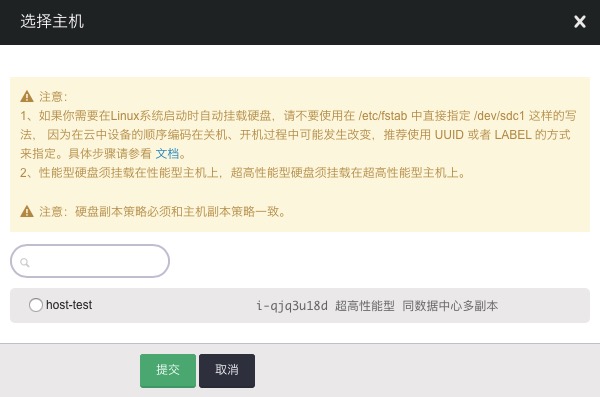 选择主机
注意:
1、如果你需要在Linux系统启动时自动挂载硬盘，请不要使用在 /etc/fstab 中直接指定 /dev/sdc1 这样的写
法， 因为在云中设备的顺序编码在关机、开机过程中可能发生改变，推荐使用 UUID 或者 LABEL 的方式
来指定。具体步骤请参看 文档。
2、性能型硬盘须挂载在性能型主机上，超高性能型硬盘须挂载在超高性能型主机上。
注意：硬盘副本策略必须和主机副本策略一致。
host-test i-qjq3u18d 超高性能型 同数据中心多副本
提交 取消